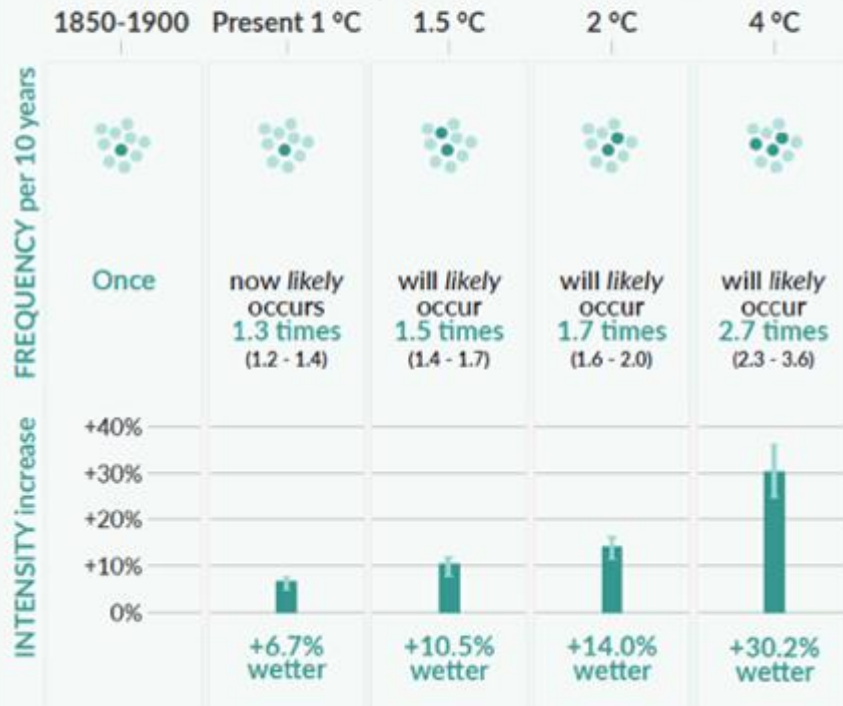 1850-1900 Present 1 °C 1.5 °C 2 °C 4 °C
FREQUENCY per 10 years
Once
now likely
occurs
1.3 times
(1.2 - 1.4)
will likely
occur
1.5 times
(1.4 - 1.7)
will likely
occur
1.7 times
(1.6 - 2.0)
will likely
occur
2.7 times
(2.3 - 3.6)
INTENSITY increase
+40%
+30%
+20%
+10%
0%
+6.7%
wetter
+10.5%
wetter
+14.0%
wetter
+30.2%
wetter